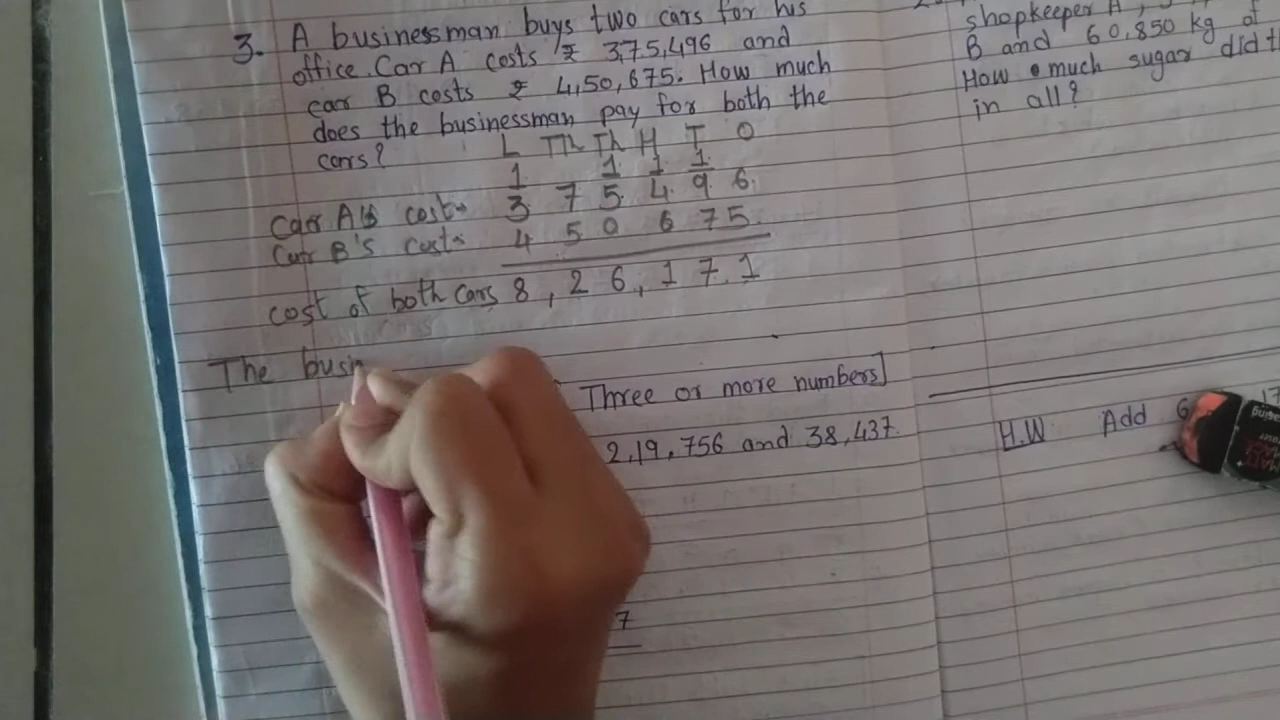 3. A businessman buys two cars for his
office. Car A costs ₹ 3,75,496 and
car B costs ₹ 4,50,675. How much
does the businessman pay for both the
cars?
L TTh Th H T O
1 1 1 1
Car A's cost→ 3 7 5 4 9 6
Car B's cost→ 4 5 0 6 7 5
cost of both cars 8,2 6,1 7 1
The busin
Three or more numbers]
2,19,756 and 38,437.
7
shopkeeper A,
B and 60,850 kg of
How much sugar did
in all?
H.W Add 6
17